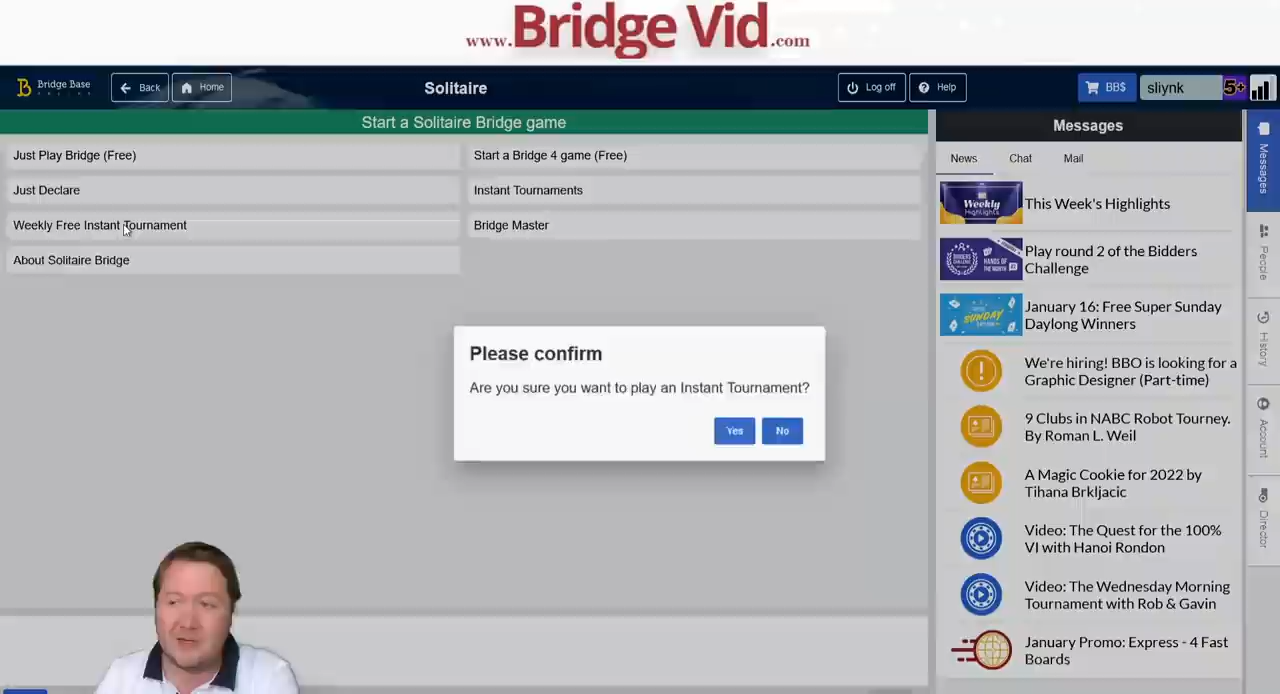 www.Bridge Vid.com
Bridge Base
Back
Home
Solitaire
Log off
Help
BB$
sliynk
5+
Start a Solitaire Bridge game
Just Play Bridge (Free)
Start a Bridge 4 game (Free)
Just Declare
Instant Tournaments
Weekly Free Instant Tournament
Bridge Master
About Solitaire Bridge
Please confirm
Are you sure you want to play an Instant Tournament?
Yes
No
Messages
News
Chat
Mail
Weekly
This Week's Highlights
Play round 2 of the Bidders
Challenge
SUNDAY
January 16: Free Super Sunday
Daylong Winners
We're hiring! BBO is looking for a
Graphic Designer (Part-time)
9 Clubs in NABC Robot Tourney.
By Roman L. Weil
A Magic Cookie for 2022 by
Tihana Brkljacic
Video: The Quest for the 100%
VI with Hanoi Rondon
Video: The Wednesday Morning
Tournament with Rob & Gavin
January Promo: Express - 4 Fast
Boards
Messages
People
History
Account
Director